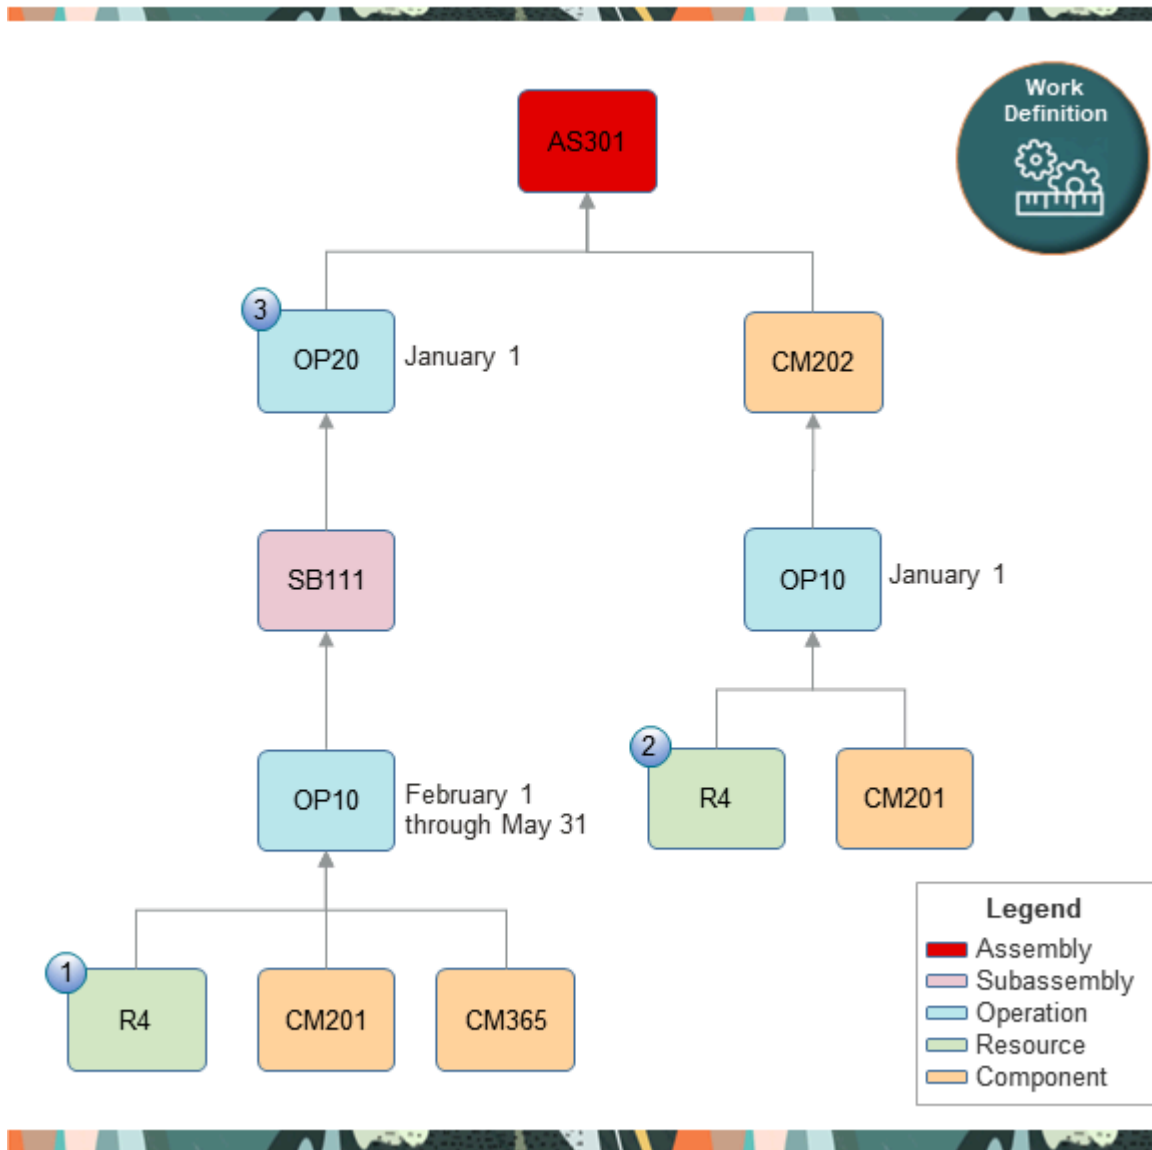 Work
Definition
AS301
3
OP20
January 1
CM202
SB111
OP10
January 1
2
R4
CM201
OP10
February 1
through May 31
1
R4
CM201
CM365
Legend
Assembly
Subassembly
Operation
Resource
Component